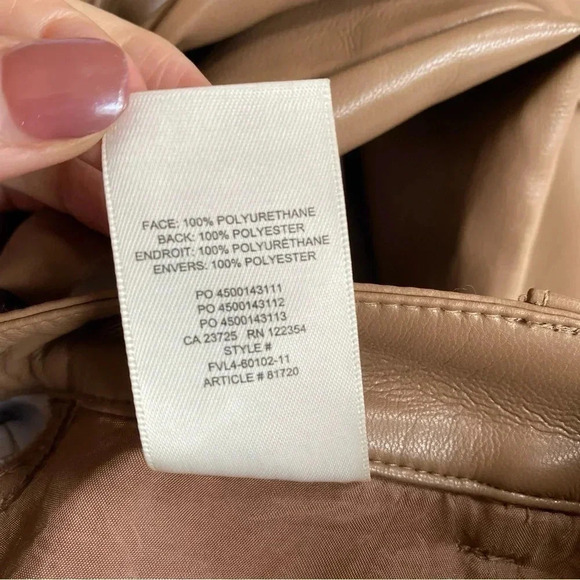 FACE: 100% POLYURETHANE
BACK: 100% POLYESTER
ENDROIT: 100% POLYURÉTHANE
ENVERS: 100% POLYESTER
PO 4500143111
PO 4500143112
PO 4500143113
CA 23725 RN 122354
STYLE #
FVL4-60102-11
ARTICLE # 81720